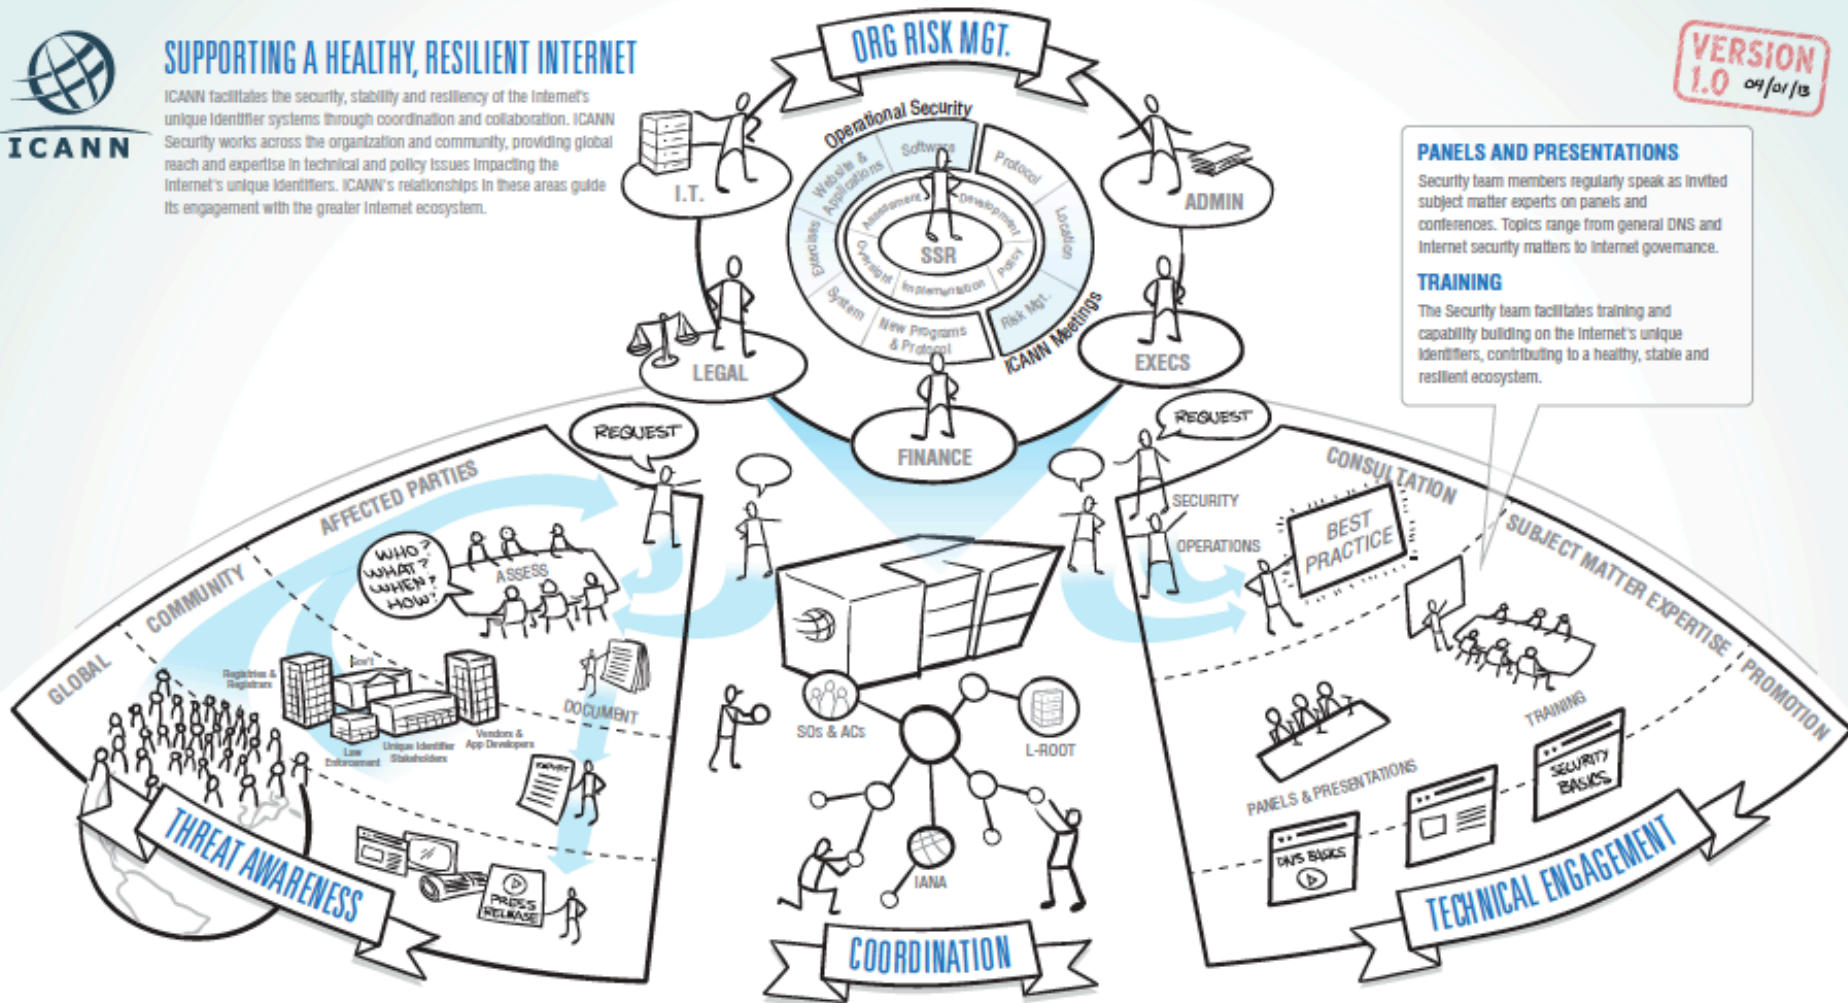 ICANN
SUPPORTING A HEALTHY, RESILIENT INTERNET
ICANN facilitates the security, stability and resiliency of the Internet's
unique identifier systems through coordination and collaboration. ICANN
Security works across the organization and community, providing global
reach and expertise in technical and policy issues impacting the
Internet's unique identifiers. ICANN's relationships in these areas guide
its engagement with the greater Internet ecosystem.
ORG RISK MGT.
VERSION
1.0 04/01/13
I.T.
ADMIN
LEGAL
EXECS
FINANCE
Operational Security
Software
Website &
Applications
Exercises
System
New Programs
& Protocol
Protocol
Location
Risk Mgt.
ICANN Meetings
Assessment
Development
Policy
Implementation
Oversight
SSR
PANELS AND PRESENTATIONS
Security team members regularly speak as invited
subject matter experts on panels and
conferences. Topics range from general DNS and
Internet security matters to Internet governance.
TRAINING
The Security team facilitates training and
capability building on the Internet's unique
identifiers, contributing to a healthy, stable and
resilient ecosystem.
REQUEST
REQUEST
GLOBAL
COMMUNITY
AFFECTED PARTIES
WHO?
WHAT?
WHEN?
HOW?
ASSESS
Registries &
Registrars
Gov't
Law
Enforcement
Unique Identifier
Stakeholders
Vendors &
App Developers
DOCUMENT
REPORT
PRESS
RELEASE
THREAT AWARENESS
SOs & ACs
L-ROOT
IANA
COORDINATION
CONSULTATION
SUBJECT MATTER EXPERTISE
PROMOTION
SECURITY
OPERATIONS
BEST
PRACTICE
TRAINING
PANELS & PRESENTATIONS
SECURITY
BASICS
DNS BASICS
TECHNICAL ENGAGEMENT